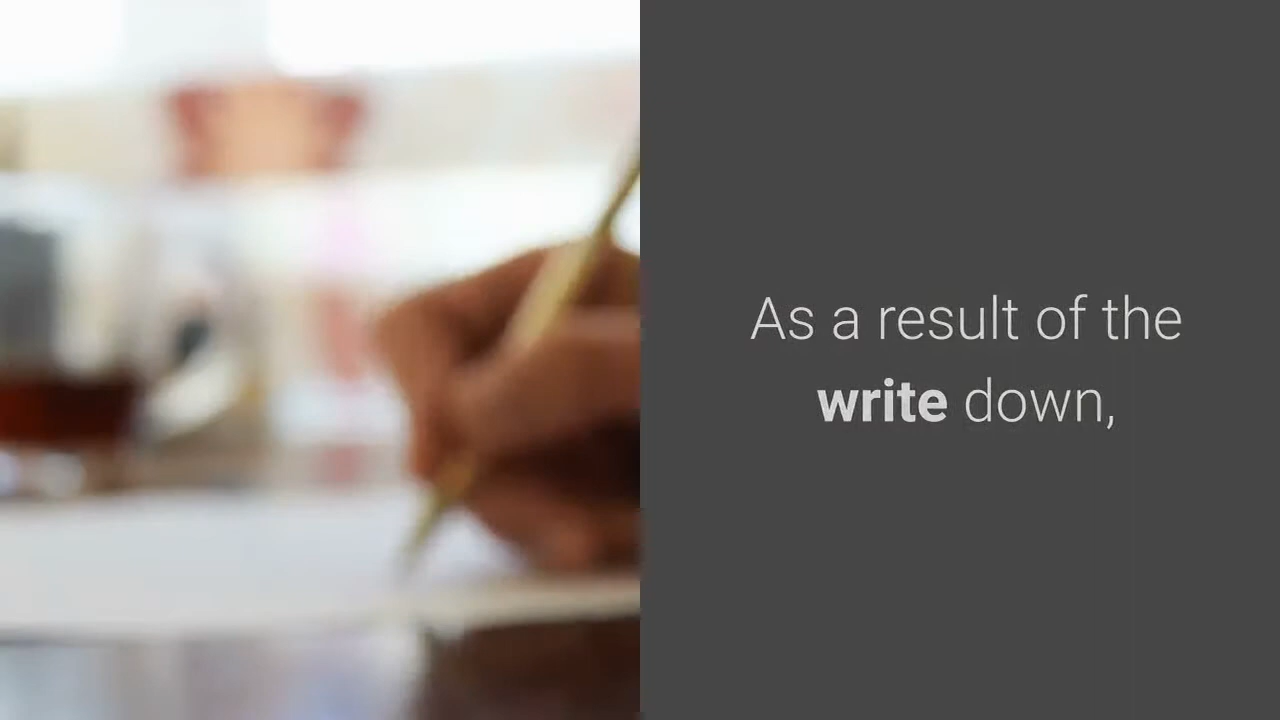 As a result of the
write down,